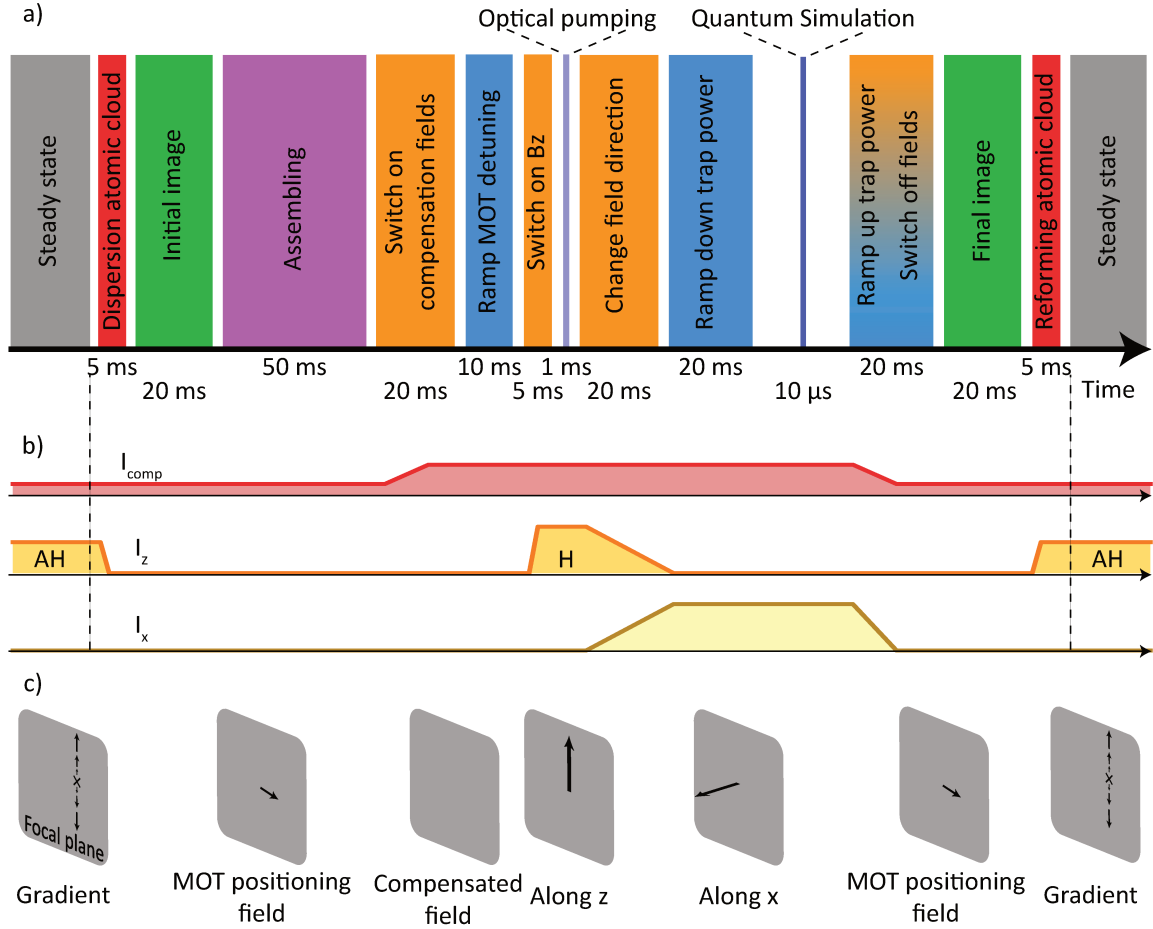 a)
Optical pumping
Quantum Simulation
Steady state
Dispersion atomic cloud
Initial image
Assembling
Switch on
compensation fields
Ramp MOT detuning
Switch on Bz
Change field direction
Ramp down trap power
Ramp up trap power
Switch off fields
Final image
Reforming atomic cloud
Steady state
5 ms
50 ms
10 ms
1 ms
20 ms
20 ms
5 ms
20 ms
20 ms
5 ms
20 ms
10 µs
20 ms
Time
b)
I_comp
AH
I_z
H
AH
I_x
c)
Focal plane
Gradient
MOT positioning
field
Compensated
field
Along z
Along x
MOT positioning
field
Gradient